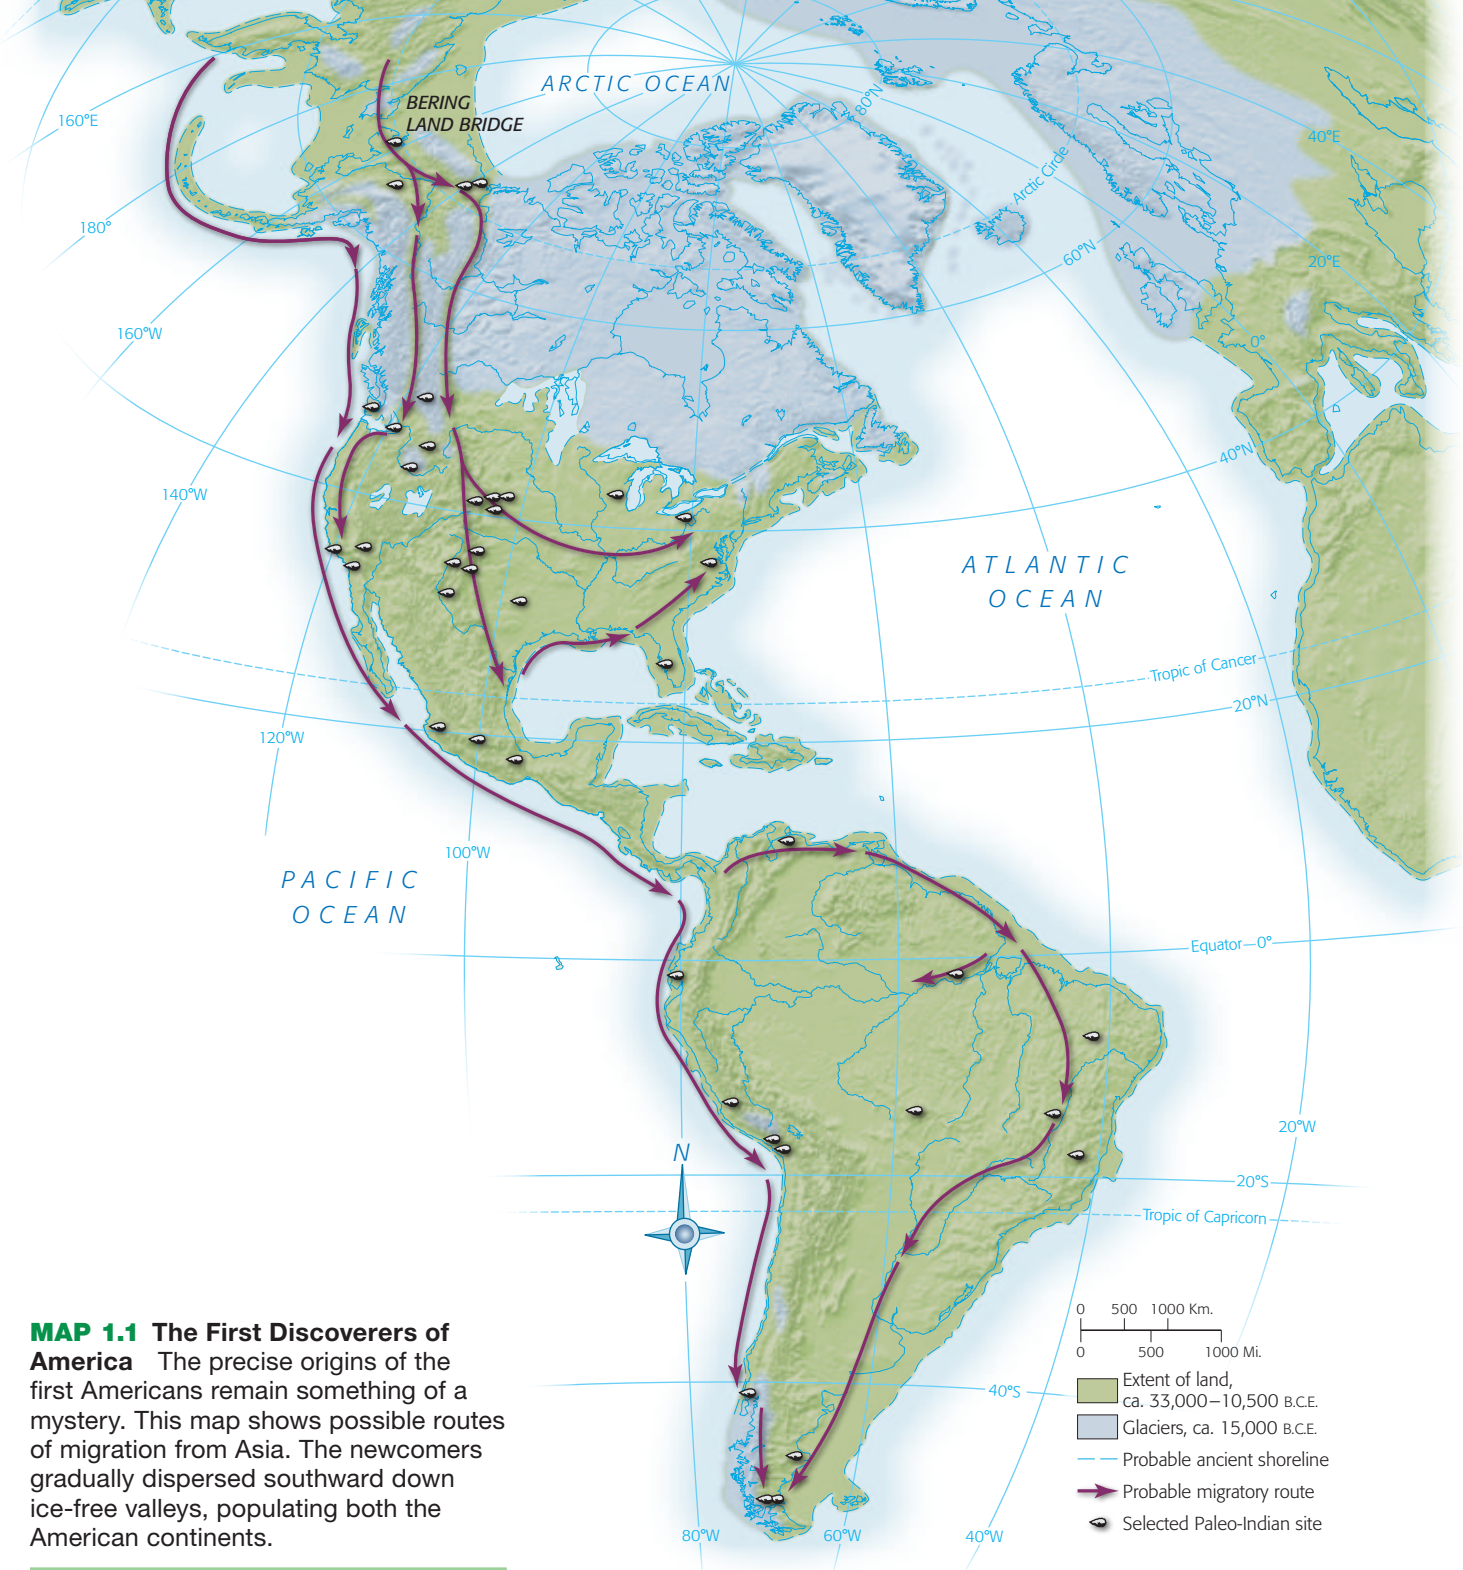 ARCTIC OCEAN
BERING
LAND BRIDGE
160°E
80°N
40°E
Arctic Circle
180°
60°N
20°E
160°W
0°
40°N
140°W
ATLANTIC
OCEAN
Tropic of Cancer
20°N
120°W
100°W
PACIFIC
OCEAN
Equator 0°
20°W
N
20°S
Tropic of Capricorn
40°S
80°W
60°W
40°W
MAP 1.1 The First Discoverers of
America The precise origins of the
first Americans remain something of a
mystery. This map shows possible routes
of migration from Asia. The newcomers
gradually dispersed southward down
ice-free valleys, populating both the
American continents.
0 500 1000 Km.
0 500 1000 Mi.
Extent of land,
ca. 33,000–10,500 B.C.E.
Glaciers, ca. 15,000 B.C.E.
Probable ancient shoreline
Probable migratory route
Selected Paleo-Indian site